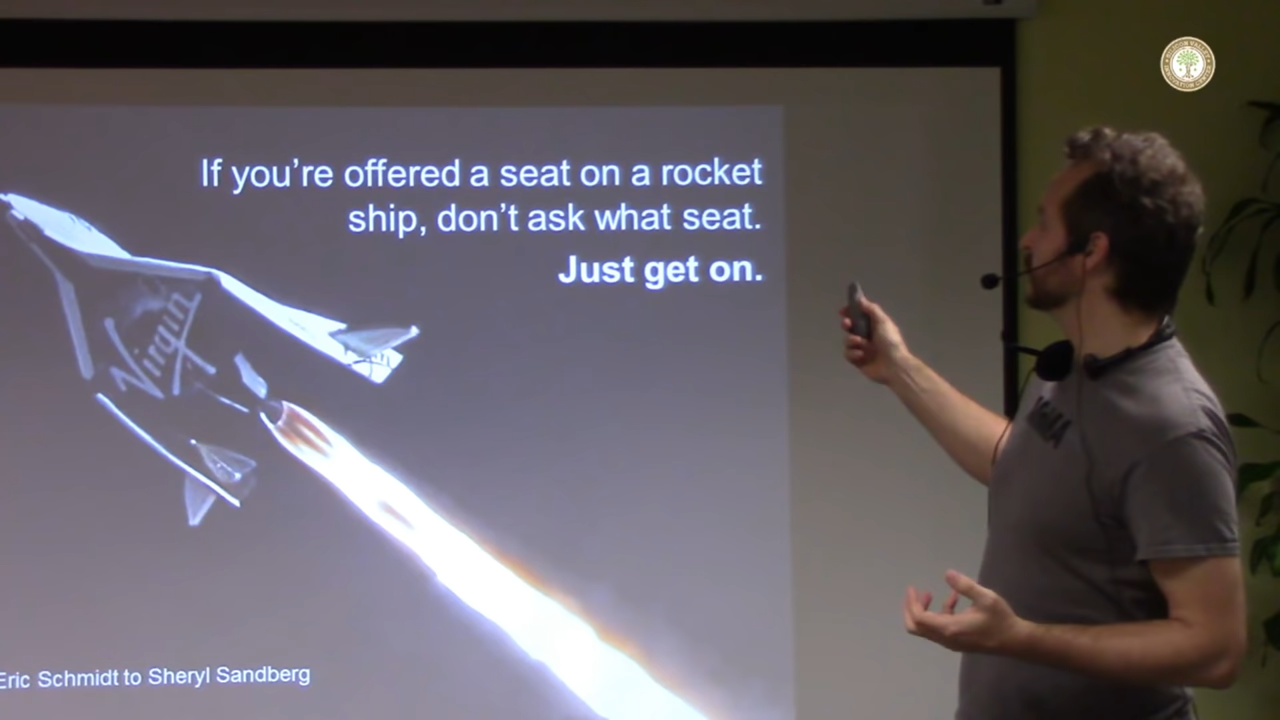 If you're offered a seat on a rocket
ship, don't ask what seat.
Just get on.
Virgin
Eric Schmidt to Sheryl Sandberg